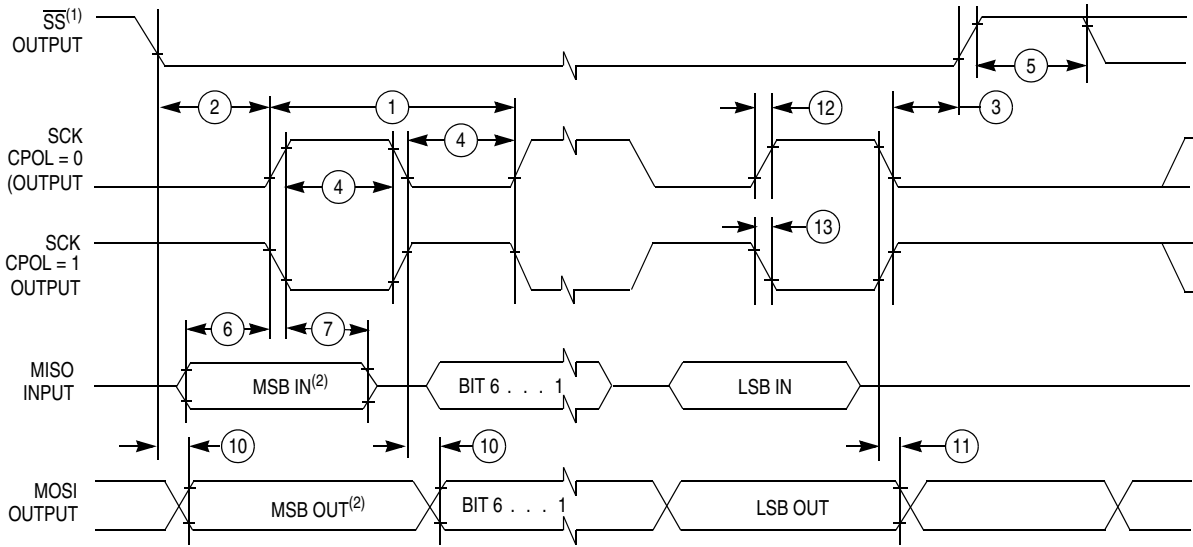 SS(1)
OUTPUT
5
2
1
12
3
SCK
CPOL = 0
(OUTPUT
4
4
SCK
CPOL = 1
OUTPUT
13
6
7
MISO
INPUT
MSB IN(2)
BIT 6 . . . 1
LSB IN
10
10
11
MOSI
OUTPUT
MSB OUT(2)
BIT 6 . . . 1
LSB OUT